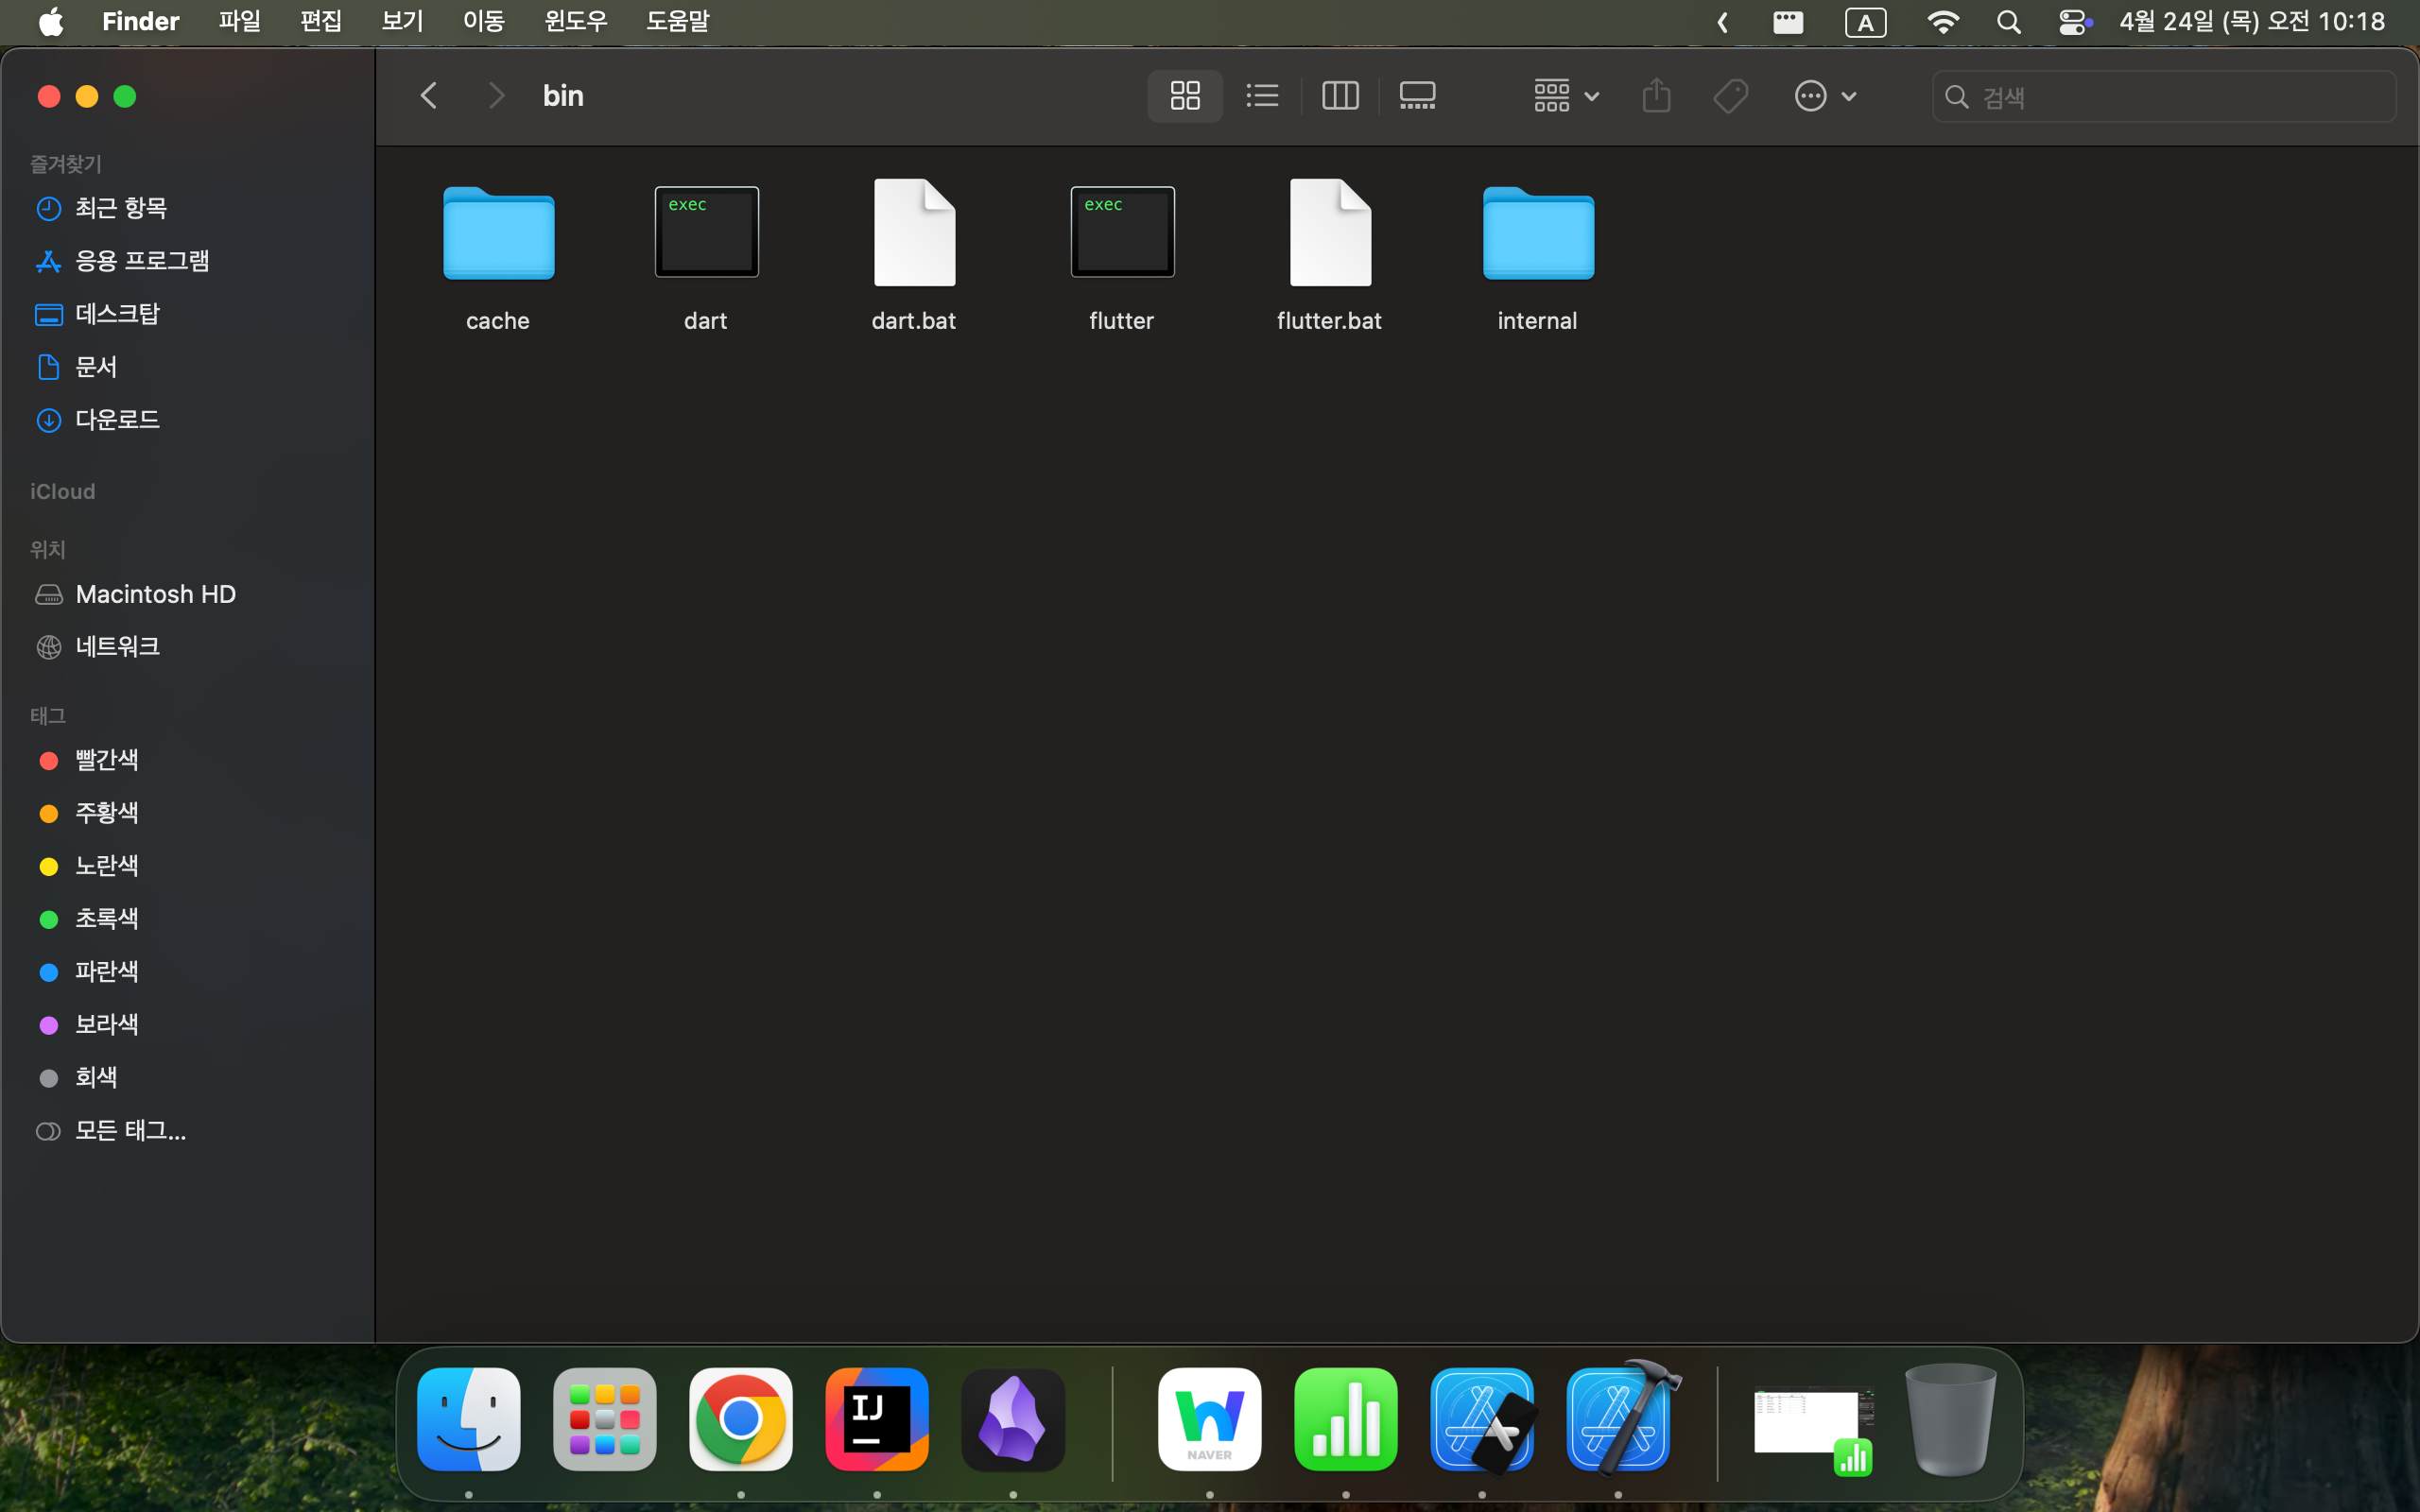 Finder 파일 편집 보기 이동 윈도우 도움말 A 4월 24일 (목) 오전 10:18
bin 검색
즐겨찾기
최근 항목
응용 프로그램
데스크탑
문서
다운로드
iCloud
위치
Macintosh HD
네트워크
태그
빨간색
주황색
노란색
초록색
파란색
보라색
회색
모든 태그...
exec exec
cache dart dart.bat flutter flutter.bat internal
IJ NAVER